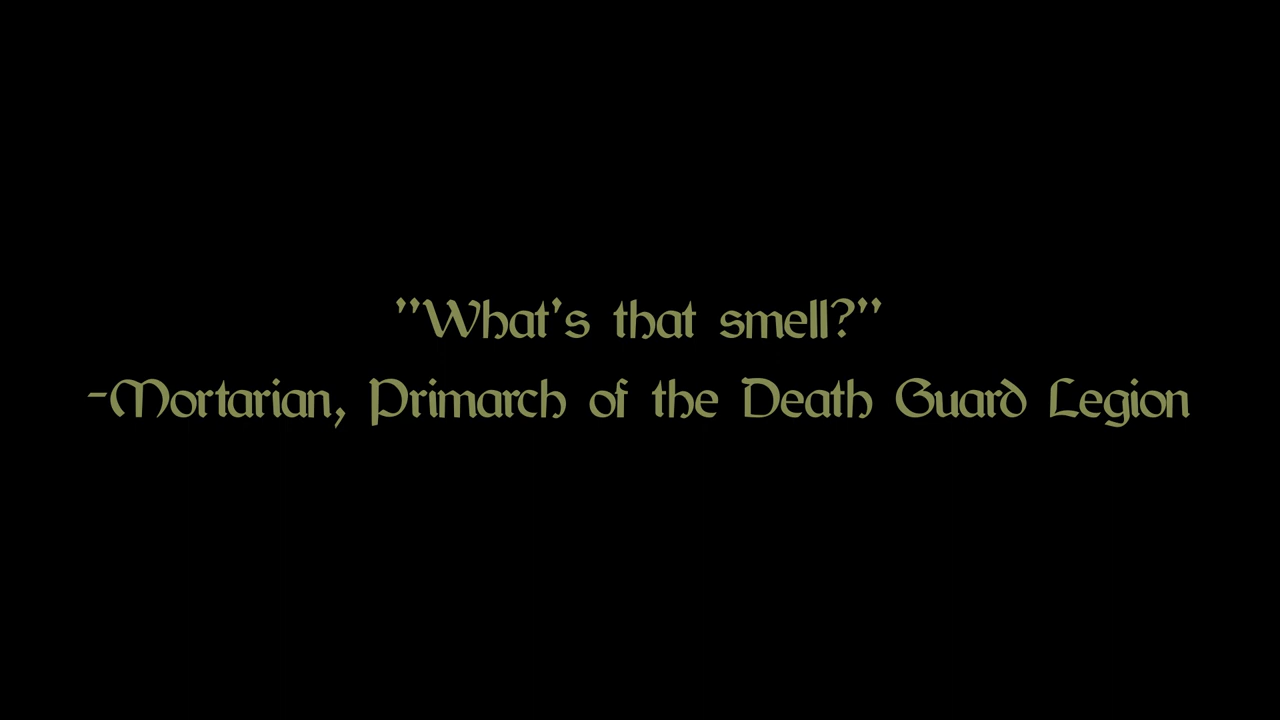 "What's that smell?"
-Mortarian, Primarch of the Death Guard Legion